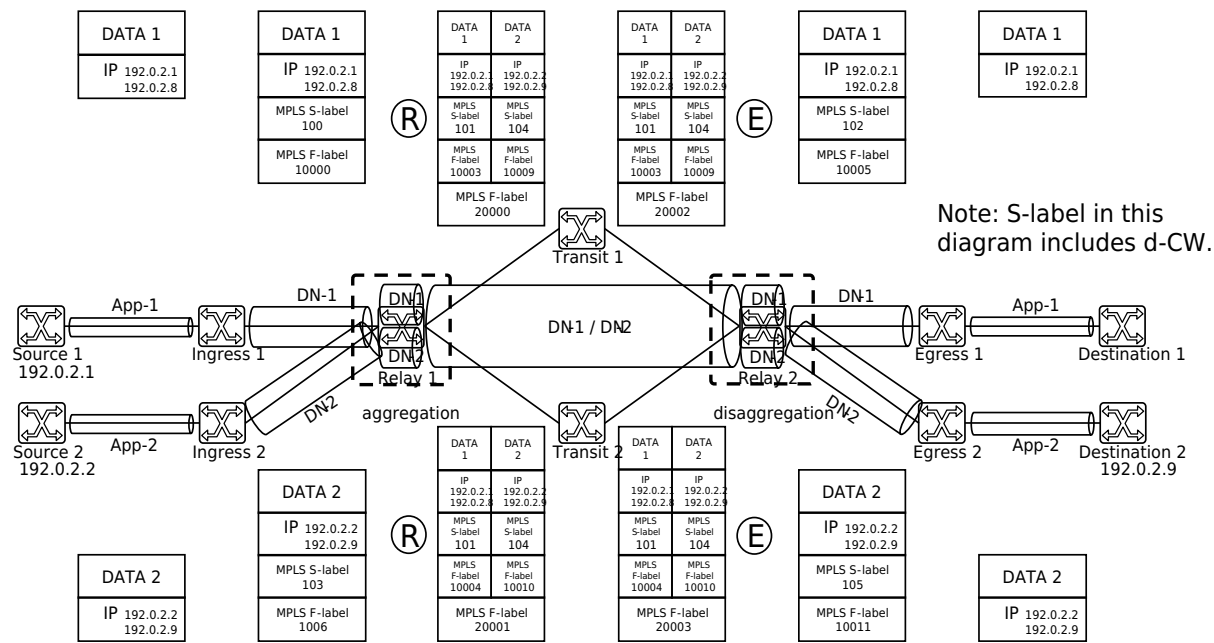 DATA 1
IP 192.0.2.1
192.0.2.8
DATA 1
IP 192.0.2.1
192.0.2.8
MPLS S-label
100
MPLS F-label
10000
R
DATA
1
DATA
2
IP
192.0.2.1
192.0.2.8
IP
192.0.2.2
192.0.2.9
MPLS
S-label
101
MPLS
S-label
104
MPLS
F-label
10003
MPLS
F-label
10009
MPLS F-label
20000
DATA
1
DATA
2
IP
192.0.2.1
192.0.2.8
IP
192.0.2.2
192.0.2.9
MPLS
S-label
101
MPLS
S-label
104
MPLS
F-label
10003
MPLS
F-label
10009
MPLS F-label
20002
E
DATA 1
IP 192.0.2.1
192.0.2.8
MPLS S-label
102
MPLS F-label
10005
DATA 1
IP 192.0.2.1
192.0.2.8
Note: S-label in this
diagram includes d-CW.
Transit 1
App-1
DN-1
DN-1
DN-1 / DN-2
DN-1
DN-1
App-1
Source 1
192.0.2.1
Ingress 1
DN-2
Relay 1
DN-2
Relay 2
Egress 1
Destination 1
DN-2
aggregation
disaggregation
DN-2
App-2
App-2
Source 2
192.0.2.2
Ingress 2
Transit 2
Egress 2
Destination 2
192.0.2.9
DATA 2
IP 192.0.2.2
192.0.2.9
DATA 2
IP 192.0.2.2
192.0.2.9
MPLS S-label
103
MPLS F-label
1006
R
DATA
1
DATA
2
IP
192.0.2.1
192.0.2.8
IP
192.0.2.2
192.0.2.9
MPLS
S-label
101
MPLS
S-label
104
MPLS
F-label
10004
MPLS
F-label
10010
MPLS F-label
20001
DATA
1
DATA
2
IP
192.0.2.1
192.0.2.8
IP
192.0.2.2
192.0.2.9
MPLS
S-label
101
MPLS
S-label
104
MPLS
F-label
10004
MPLS
F-label
10010
MPLS F-label
20003
E
DATA 2
IP 192.0.2.2
192.0.2.9
MPLS S-label
105
MPLS F-label
10011
DATA 2
IP 192.0.2.2
192.0.2.9